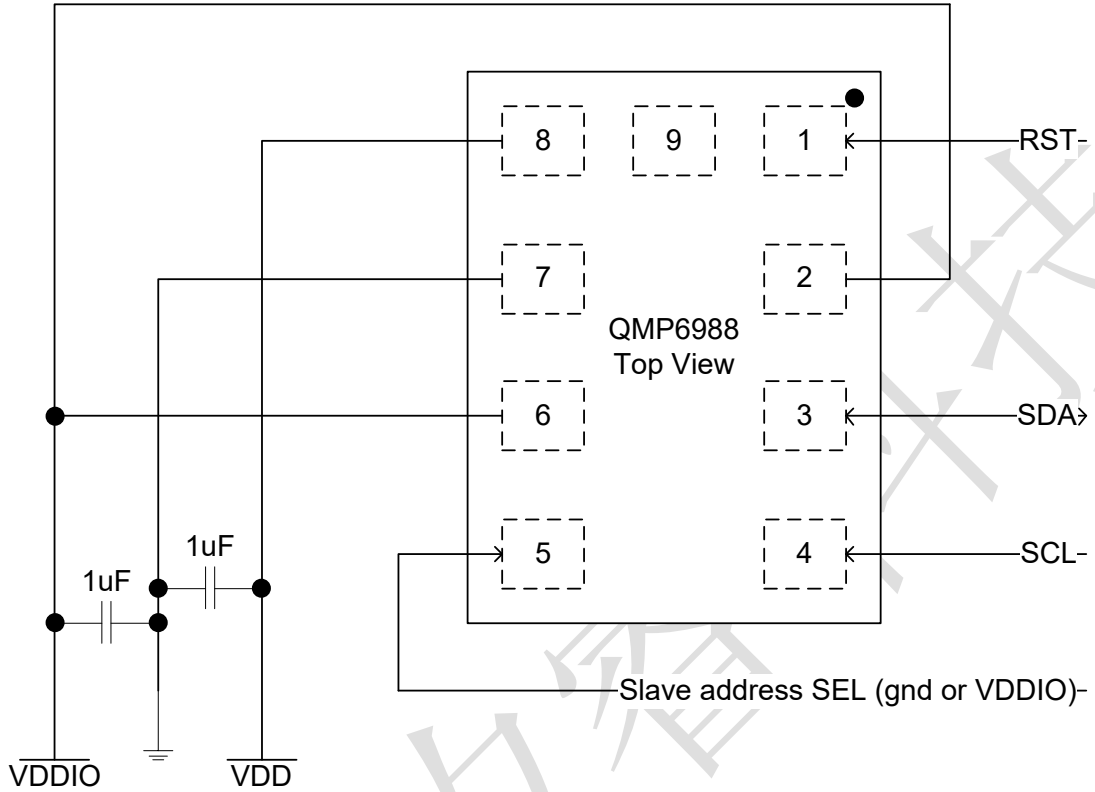 8
9
1
RST
7
2
QMP6988
Top View
6
3
SDA
5
4
SCL
1uF
1uF
Slave address SEL (gnd or VDDIO)
VDDIO
VDD